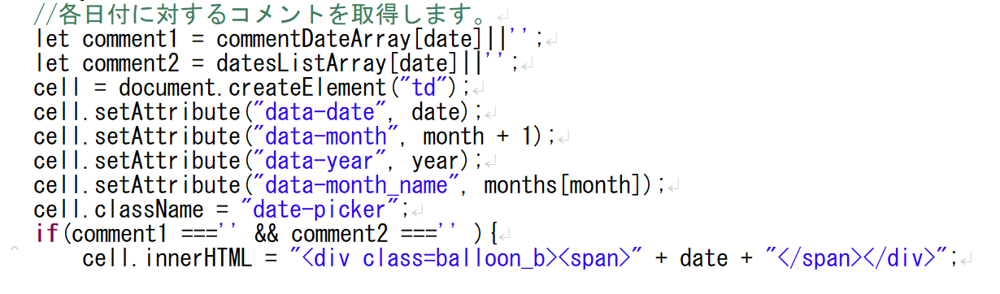 //各日付に対するコメントを取得します。
let comment1 = commentDateArray[date]||'';
let comment2 = datesListArray[date]||'';
cell = document.createElement("td");
cell.setAttribute("data-date", date);
cell.setAttribute("data-month", month + 1);
cell.setAttribute("data-year", year);
cell.setAttribute("data-month_name", months[month]);
cell.className = "date-picker";
if(comment1 ==='' && comment2 ==='' ){
cell.innerHTML = "<div class=balloon_b><span>" + date + "</span></div>";